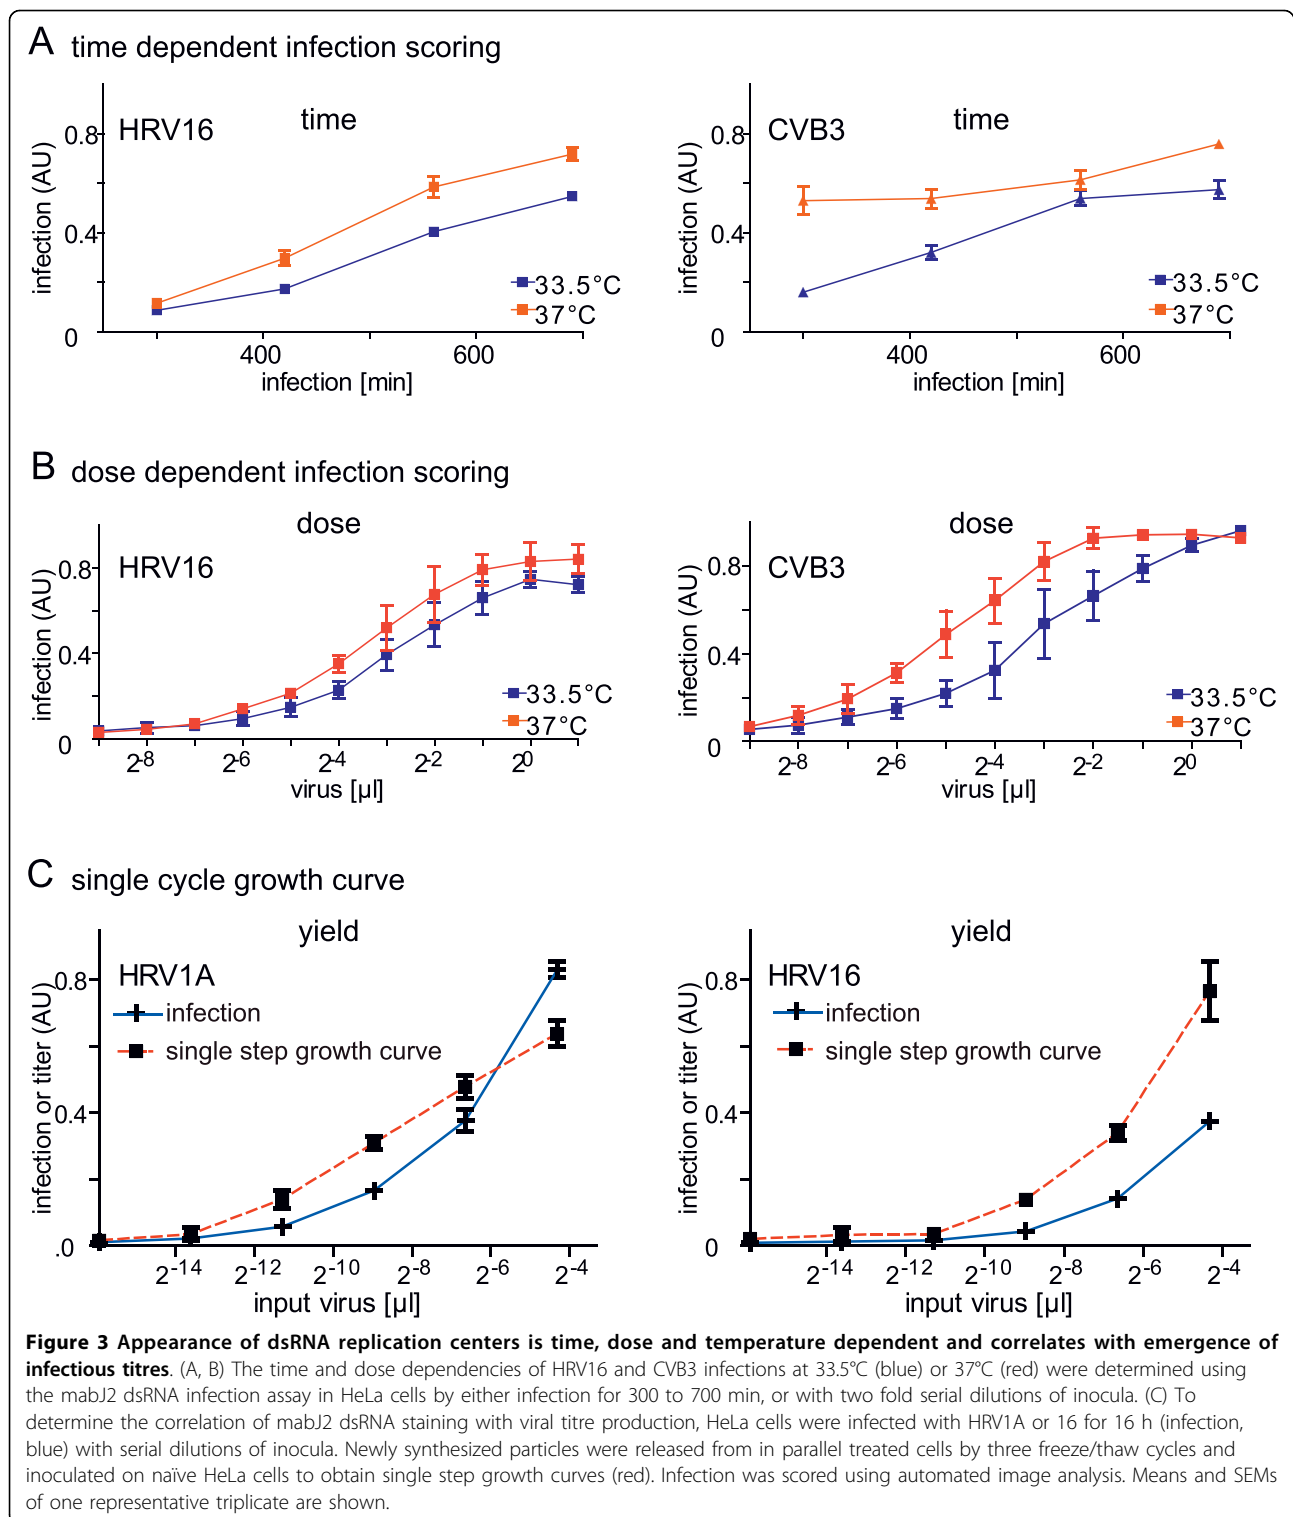 A time dependent infection scoring
HRV16
time
infection (AU)
0.8
0.4
0
33.5°C
37°C
400
600
infection [min]
CVB3
time
infection (AU)
0.8
0.4
0
33.5°C
37°C
400
600
infection [min]
B dose dependent infection scoring
dose
HRV16
infection (AU)
0.8
0.4
0
33.5°C
37°C
2-8
2-6
2-4
2-2
20
virus [µl]
dose
CVB3
infection (AU)
0.8
0.4
0
33.5°C
37°C
2-8
2-6
2-4
2-2
20
virus [µl]
C single cycle growth curve
yield
HRV1A
infection
single step growth curve
infection or titer (AU)
0.8
0.4
.0
2-14
2-12
2-10
2-8
2-6
2-4
input virus [µl]
yield
HRV16
infection
single step growth curve
infection or titer (AU)
0.8
0.4
0
2-14
2-12
2-10
2-8
2-6
2-4
input virus [µl]
Figure 3 Appearance of dsRNA replication centers is time, dose and temperature dependent and correlates with emergence of
infectious titres. (A, B) The time and dose dependencies of HRV16 and CVB3 infections at 33.5°C (blue) or 37°C (red) were determined using
the mabJ2 dsRNA infection assay in HeLa cells by either infection for 300 to 700 min, or with two fold serial dilutions of inocula. (C) To
determine the correlation of mabJ2 dsRNA staining with viral titre production, HeLa cells were infected with HRV1A or 16 for 16 h (infection,
blue) with serial dilutions of inocula. Newly synthesized particles were released from in parallel treated cells by three freeze/thaw cycles and
inoculated on naïve HeLa cells to obtain single step growth curves (red). Infection was scored using automated image analysis. Means and SEMs
of one representative triplicate are shown.